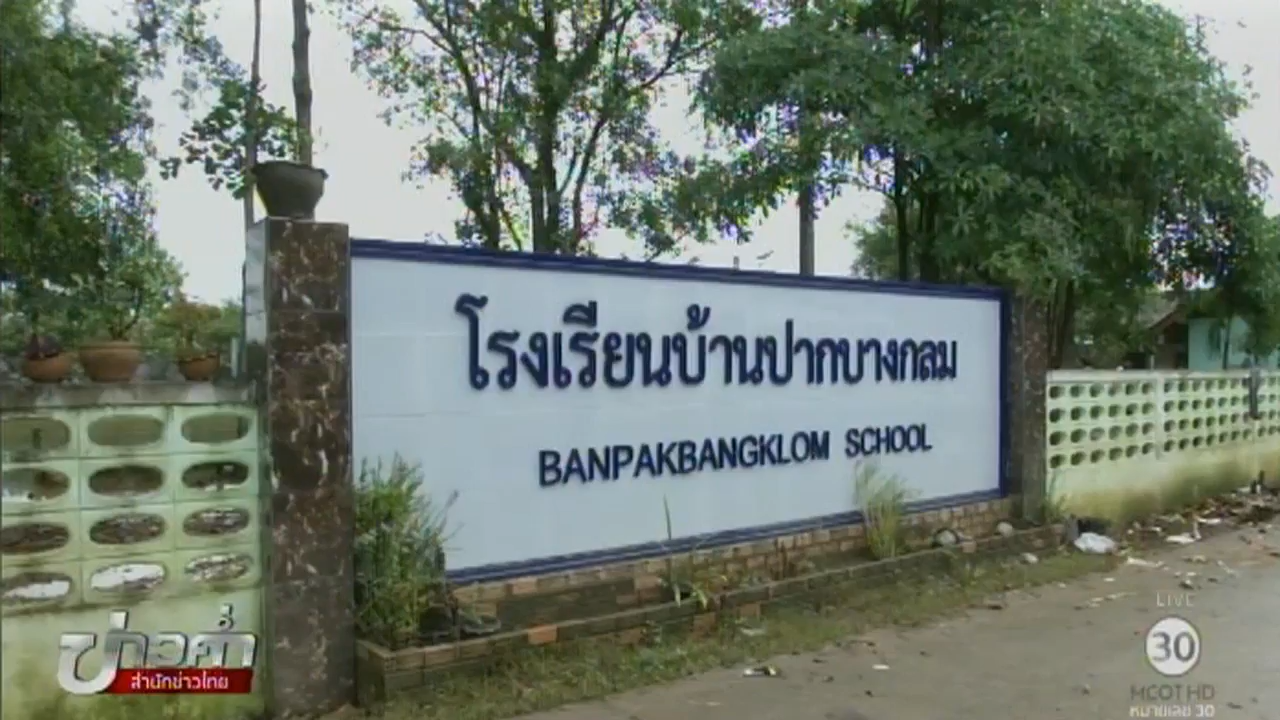 โรงเรียนบ้านปากบางกลม
BANPAKBANGKLOM SCHOOL
ข่าวค่ำ
สำนักข่าวไทย
LIVE
30
MCOT HD
หมายเลข 30